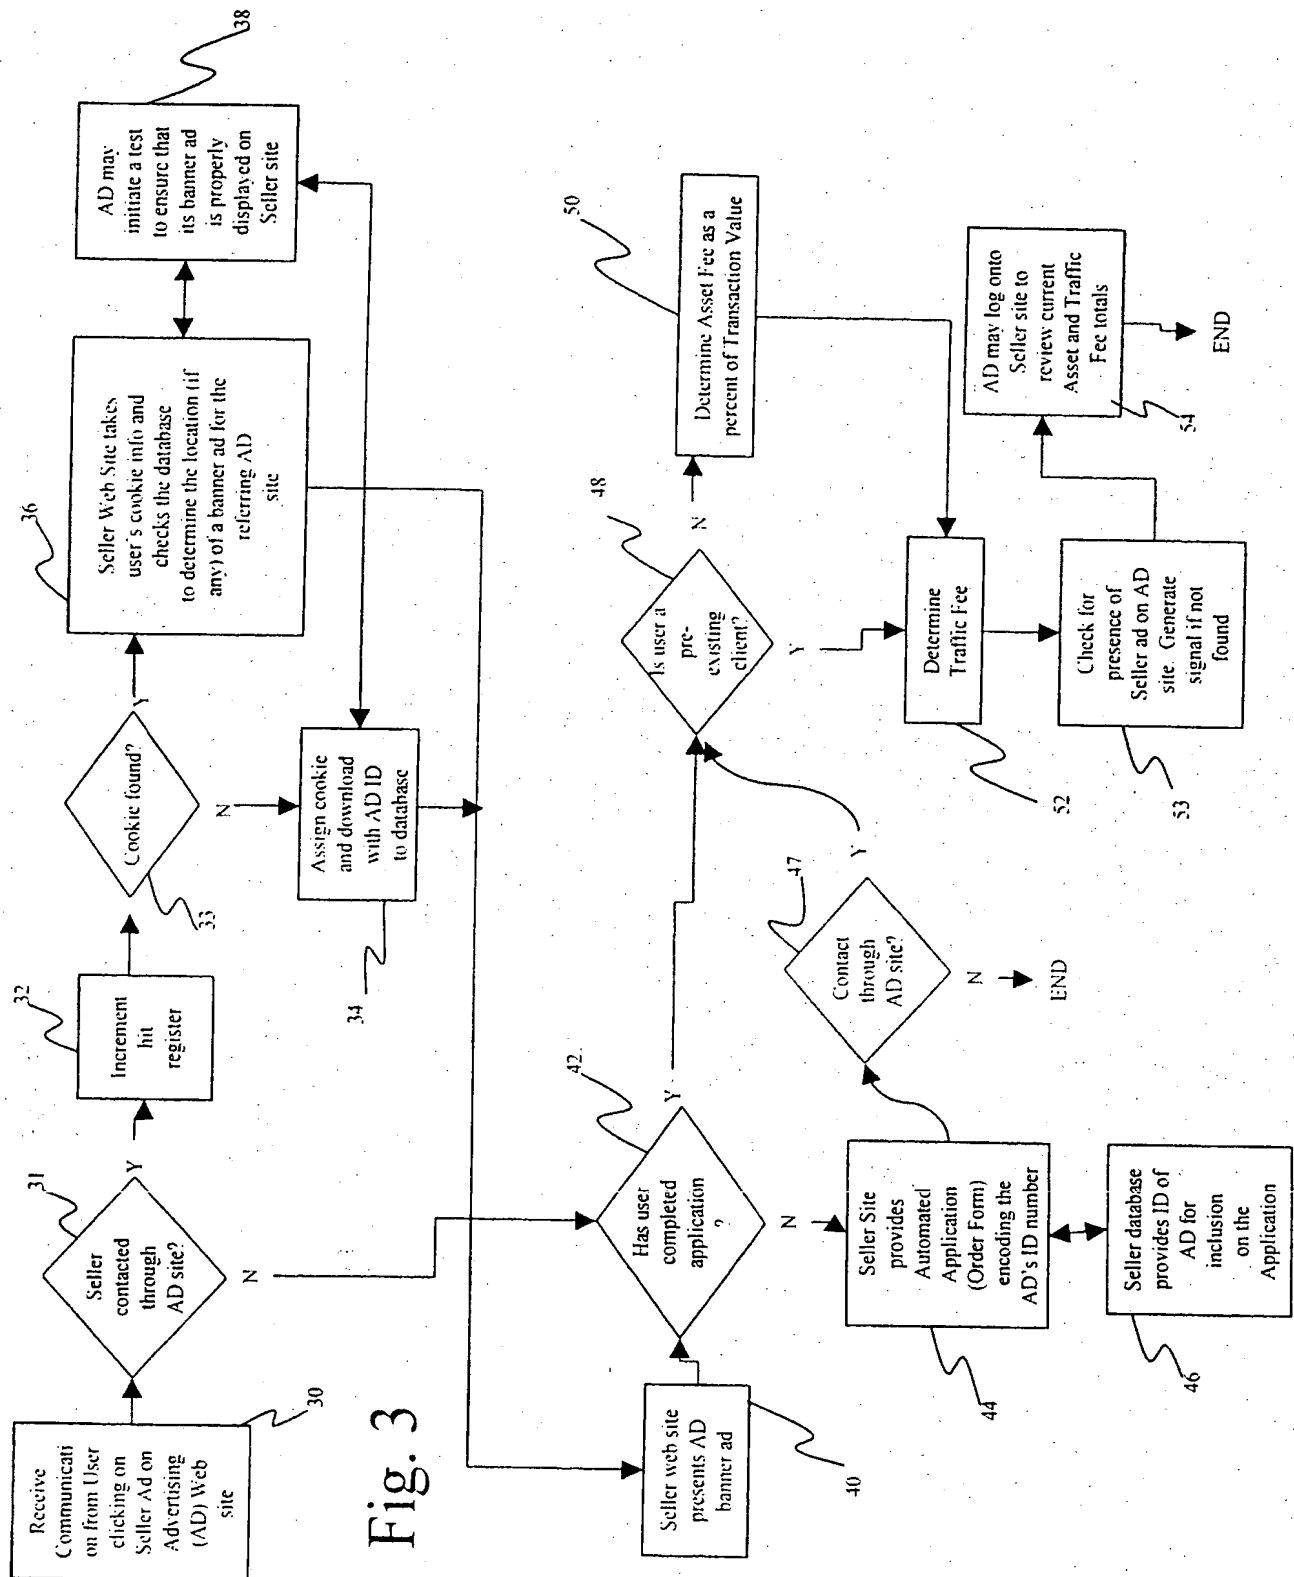 Receive
Communicati
on from User
clicking on
Seller Ad on
Advertising
(AD) Web
site
30
Seller
contacted
through
AD site?
31
Y
N
Increment
hit
register
32
Cookie found?
33
Y
N
Assign cookie
and download
with AD ID
to database
34
Seller Web Site takes
user's cookie info and
checks the database
to determine the location (if
any) of a banner ad for the
referring AD
site
36
AD may
initiate a test
to ensure that
its banner ad
is properly
displayed on
Seller site
38
Fig. 3
Seller web site
presents AD
banner ad
40
Has user
completed
application
?
42
Y
N
Seller Site
provides
Automated
Application
(Order Form)
encoding the
AD's ID number
44
Seller database
provides ID of
AD for
inclusion
on the
Application
46
Contact
through
AD site?
47
Y
N
END
Is user a
pre-
existing
client?
48
N
Y
Determine Asset Fee as a
percent of Transaction Value
50
Determine
Traffic Fee
52
Check for
presence of
Seller ad on AD
site. Generate
signal if not
found
53
AD may log onto
Seller site to
review current
Asset and Traffic
Fee totals
54
END